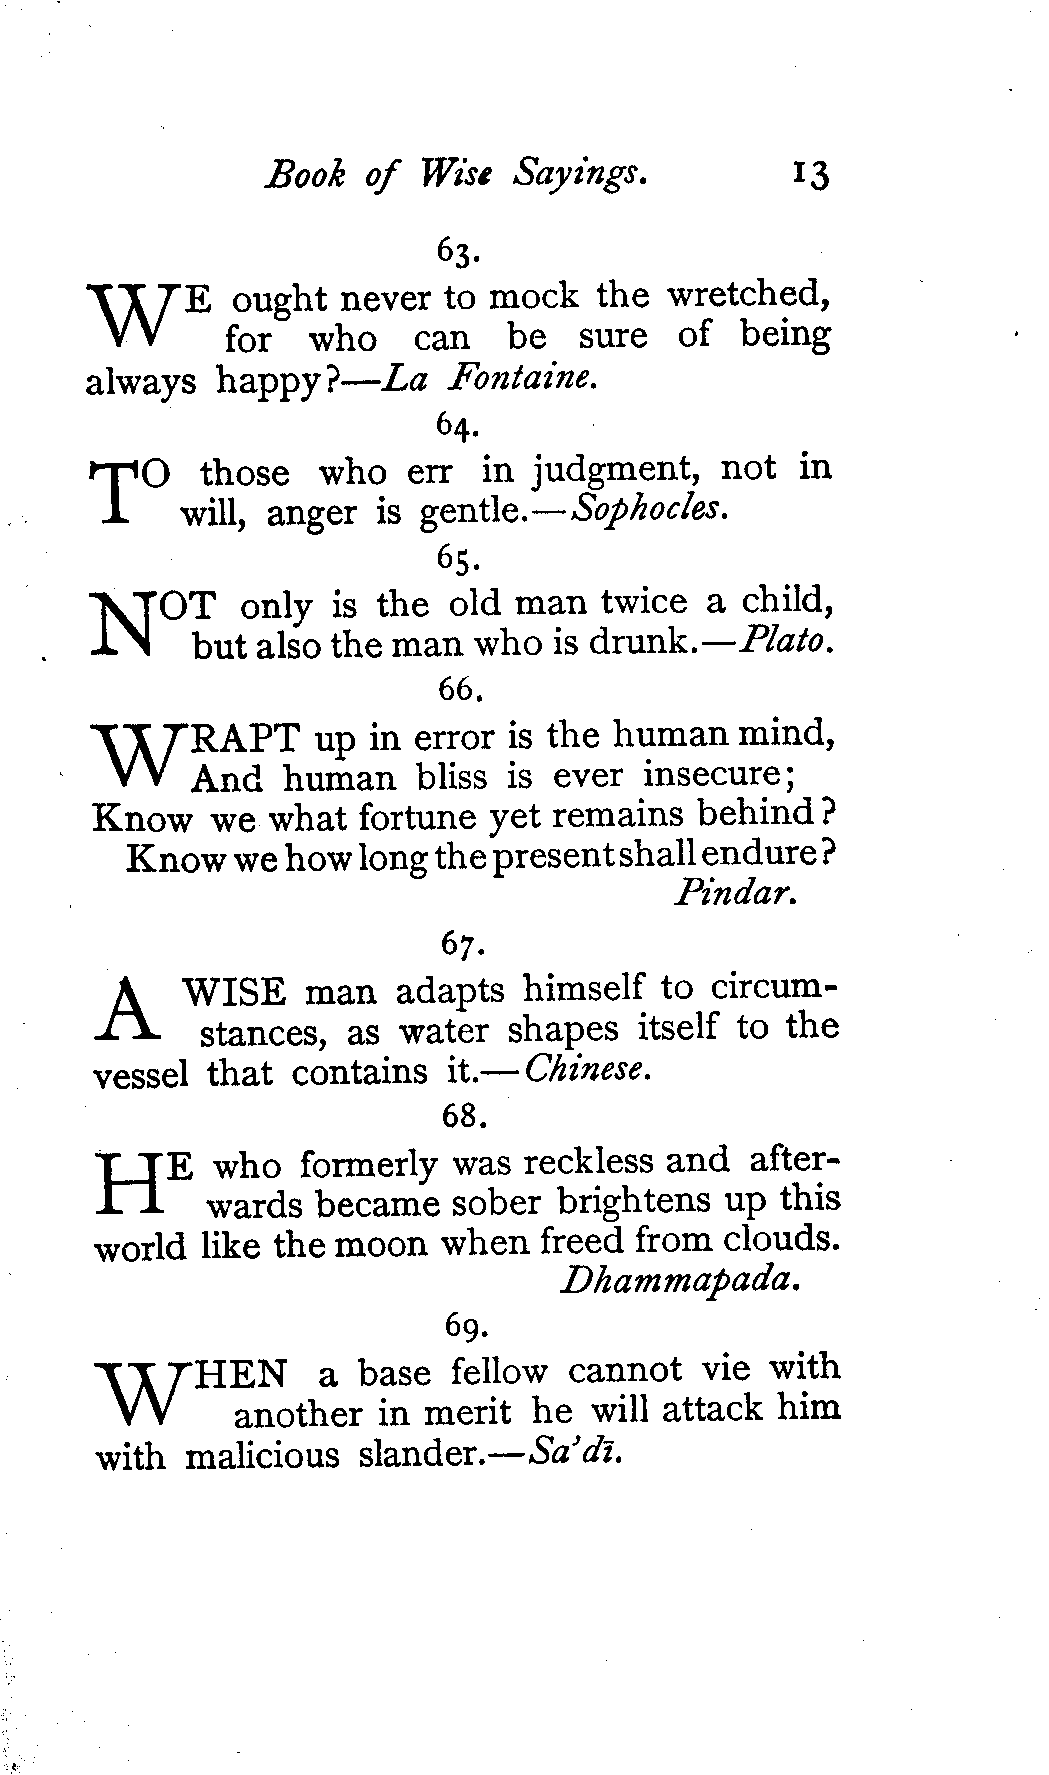 Book of Wise Sayings. 13
63.
WE ought never to mock the wretched,
for who can be sure of being
always happy?—La Fontaine.
64.
TO those who err in judgment, not in
will, anger is gentle.—Sophocles.
65.
NOT only is the old man twice a child,
but also the man who is drunk.—Plato.
66.
WRAPT up in error is the human mind,
And human bliss is ever insecure;
Know we what fortune yet remains behind?
Know we how long the present shall endure?
Pindar.
67.
A WISE man adapts himself to circum-
stances, as water shapes itself to the
vessel that contains it.—Chinese.
68.
HE who formerly was reckless and after-
wards became sober brightens up this
world like the moon when freed from clouds.
Dhammapada.
69.
WHEN a base fellow cannot vie with
another in merit he will attack him
with malicious slander.—Sa'dī.